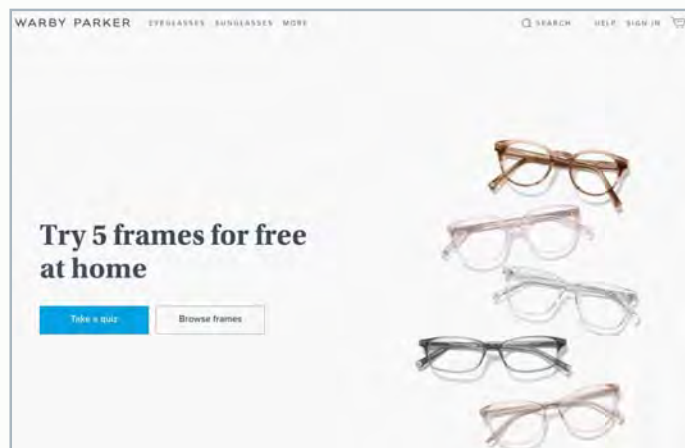 WARBY PARKER EYEGLASSES SUNGLASSES MORE SEARCH HELP SIGN IN
Try 5 frames for free
at home
Take a quiz Browse frames